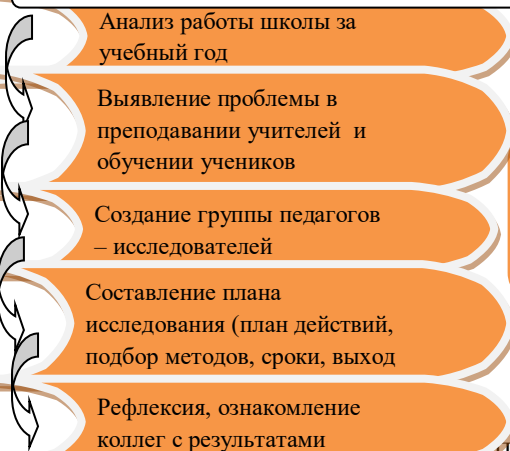 Анализ работы школы за
учебный год
Выявление проблемы в
преподавании учителей и
обучении учеников
Создание группы педагогов
– исследователей
Составление плана
исследования (план действий,
подбор методов, сроки, выход
Рефлексия, ознакомление
коллег с результатами